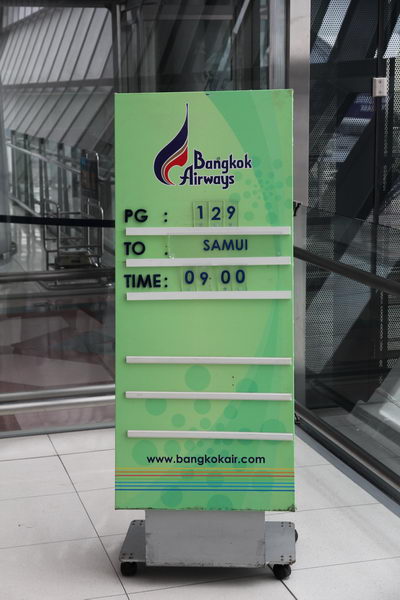 Bangkok
Airways
PG : 129
TO : SAMUI
TIME: 09:00
www.bangkokair.com